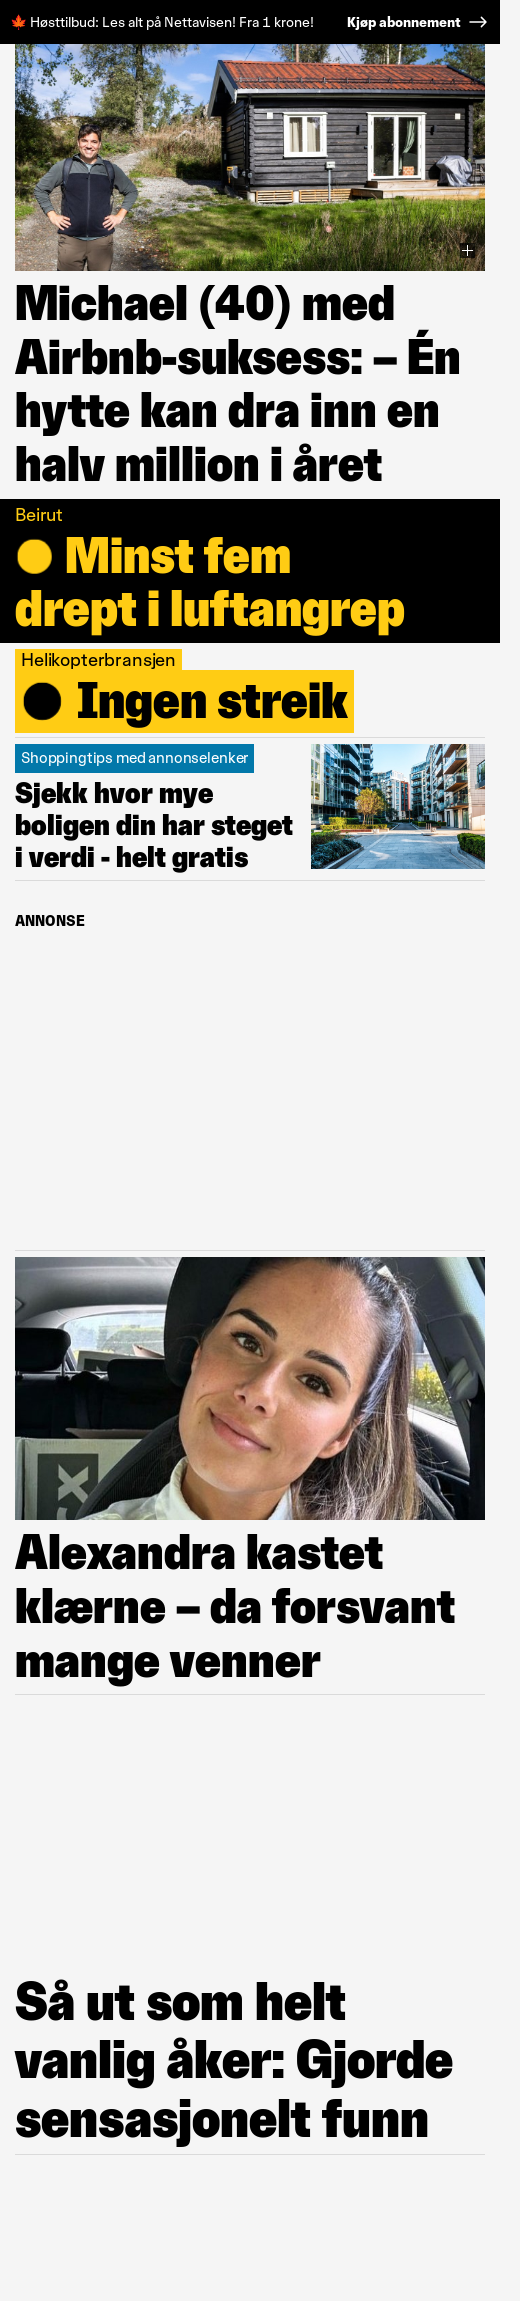 🍁 Høsttilbud: Les alt på Nettavisen! Fra 1 krone! Kjøp abonnement →
Michael (40) med
Airbnb-suksess: – Én
hytte kan dra inn en
halv million i året
Beirut
Minst fem
drept i luftangrep
Helikopterbransjen
Ingen streik
Shoppingtips med annonselenker
Sjekk hvor mye
boligen din har steget
i verdi - helt gratis
ANNONSE
Alexandra kastet
klærne – da forsvant
mange venner
Så ut som helt
vanlig åker: Gjorde
sensasjonelt funn